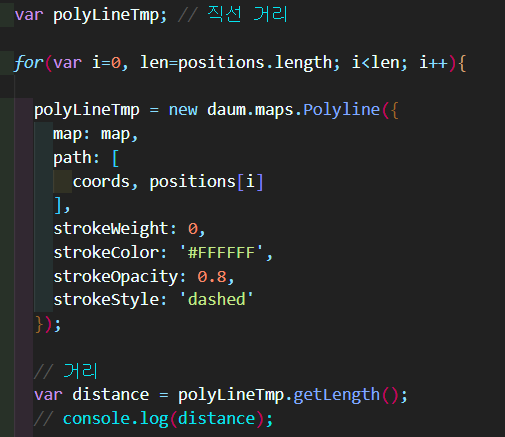 var polyLineTmp; // 직선 거리
for(var i=0, len=positions.length; i<len; i++){
polyLineTmp = new daum.maps.Polyline({
map: map,
path: [
coords, positions[i]
],
strokeWeight: 0,
strokeColor: '#FFFFFF',
strokeOpacity: 0.8,
strokeStyle: 'dashed'
});
// 거리
var distance = polyLineTmp.getLength();
// console.log(distance);